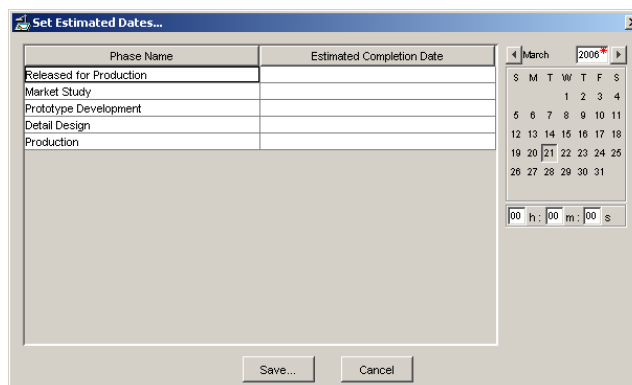 Set Estimated Dates...
Phase Name Estimated Completion Date
Released for Production
Market Study
Prototype Development
Detail Design
Production
March 2006*
S M T W T F S
1 2 3 4
5 6 7 8 9 10 11
12 13 14 15 16 17 18
19 20 21 22 23 24 25
26 27 28 29 30 31
00 h : 00 m : 00 s
Save... Cancel